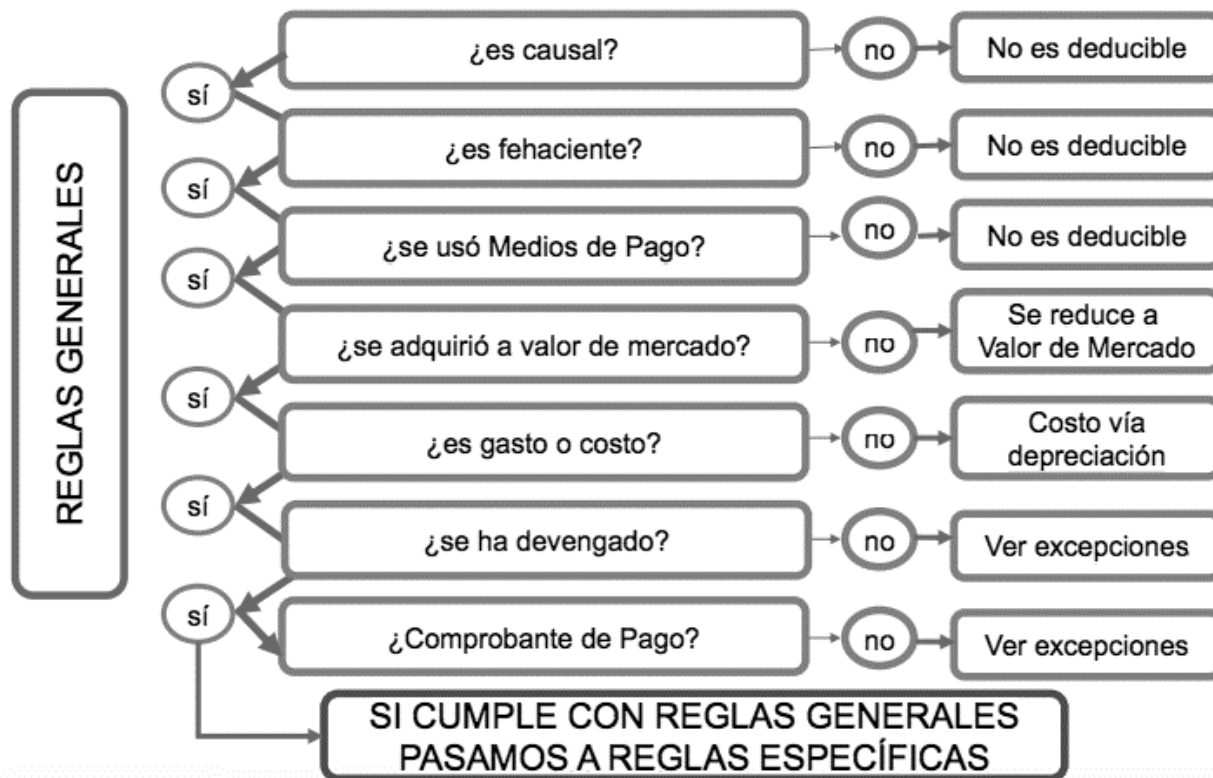 REGLAS GENERALES
¿es causal?
no
No es deducible
sí
¿es fehaciente?
no
No es deducible
sí
¿se usó Medios de Pago?
no
No es deducible
sí
¿se adquirió a valor de mercado?
no
Se reduce a
Valor de Mercado
sí
¿es gasto o costo?
no
Costo vía
depreciación
sí
¿se ha devengado?
no
Ver excepciones
sí
¿Comprobante de Pago?
no
Ver excepciones
SI CUMPLE CON REGLAS GENERALES
PASAMOS A REGLAS ESPECÍFICAS